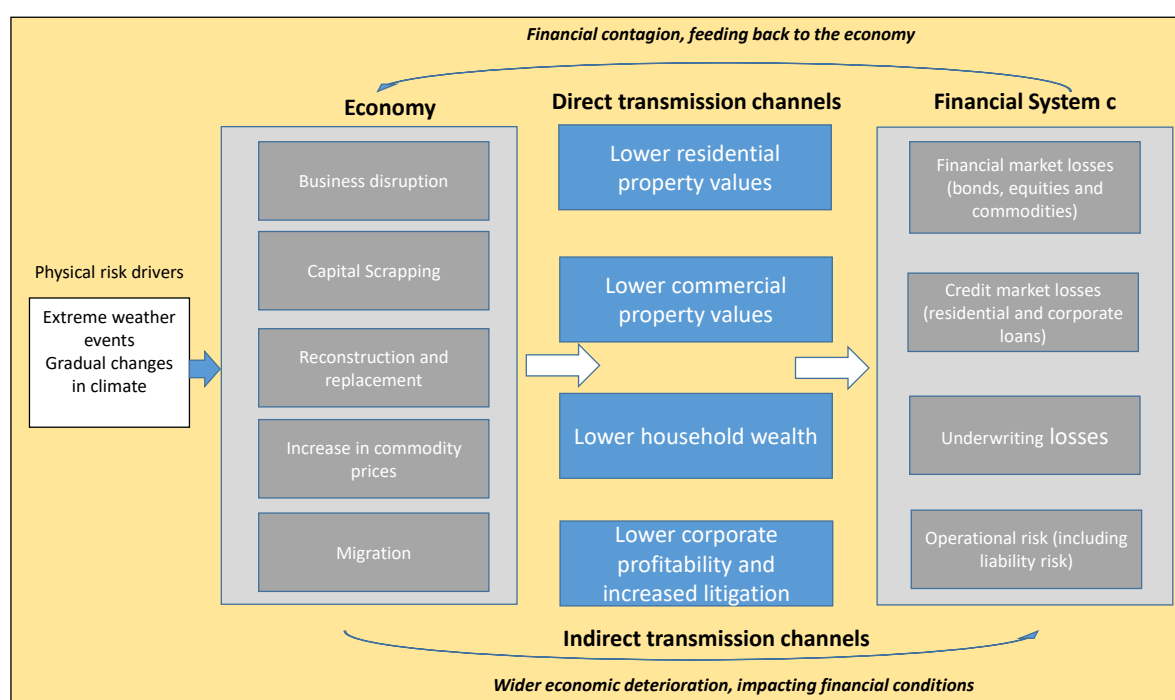 Financial contagion, feeding back to the economy
Economy
Direct transmission channels
Financial System c
Physical risk drivers
Extreme weather
events
Gradual changes
in climate
Business disruption
Capital Scrapping
Reconstruction and
replacement
Increase in commodity
prices
Migration
Lower residential
property values
Lower commercial
property values
Lower household wealth
Lower corporate
profitability and
increased litigation
Financial market losses
(bonds, equities and
commodities)
Credit market losses
(residential and corporate
loans)
Underwriting losses
Operational risk (including
liability risk)
Indirect transmission channels
Wider economic deterioration, impacting financial conditions